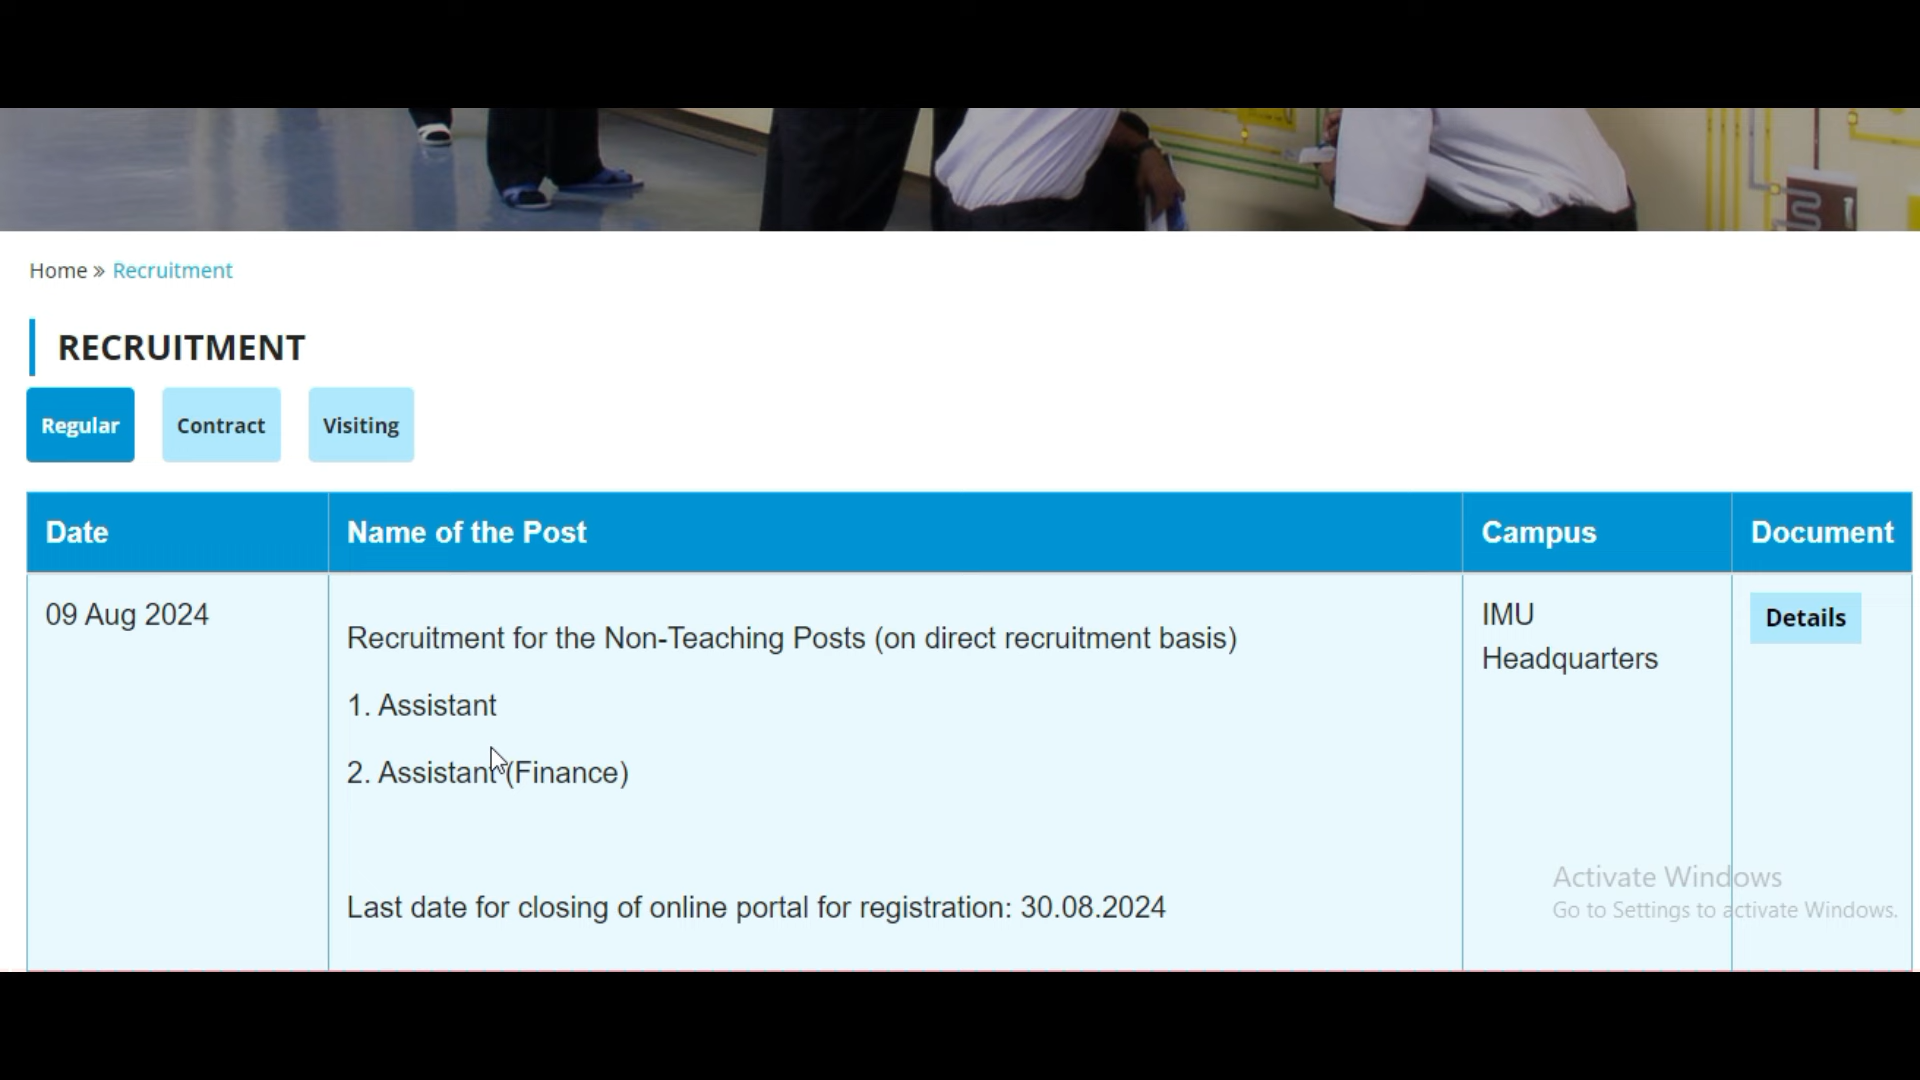 Home » Recruitment
RECRUITMENT
Regular Contract Visiting
Date Name of the Post Campus Document
09 Aug 2024
Recruitment for the Non-Teaching Posts (on direct recruitment basis)
1. Assistant
2. Assistant (Finance)
Last date for closing of online portal for registration: 30.08.2024
IMU
Headquarters
Details
Activate Windows
Go to Settings to activate Windows.